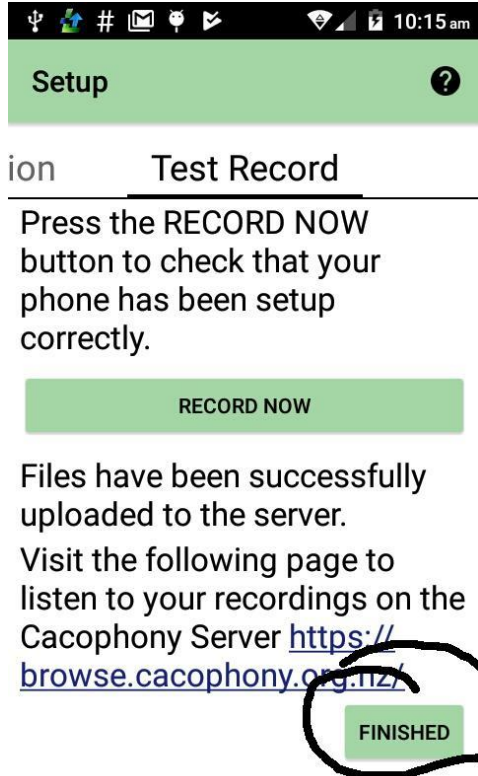 10:15 am
Setup
ion
Test Record
Press the RECORD NOW
button to check that your
phone has been setup
correctly.
RECORD NOW
Files have been successfully
uploaded to the server.
Visit the following page to
listen to your recordings on the
Cacophony Server https://
browse.cacophony.org.nz/
FINISHED